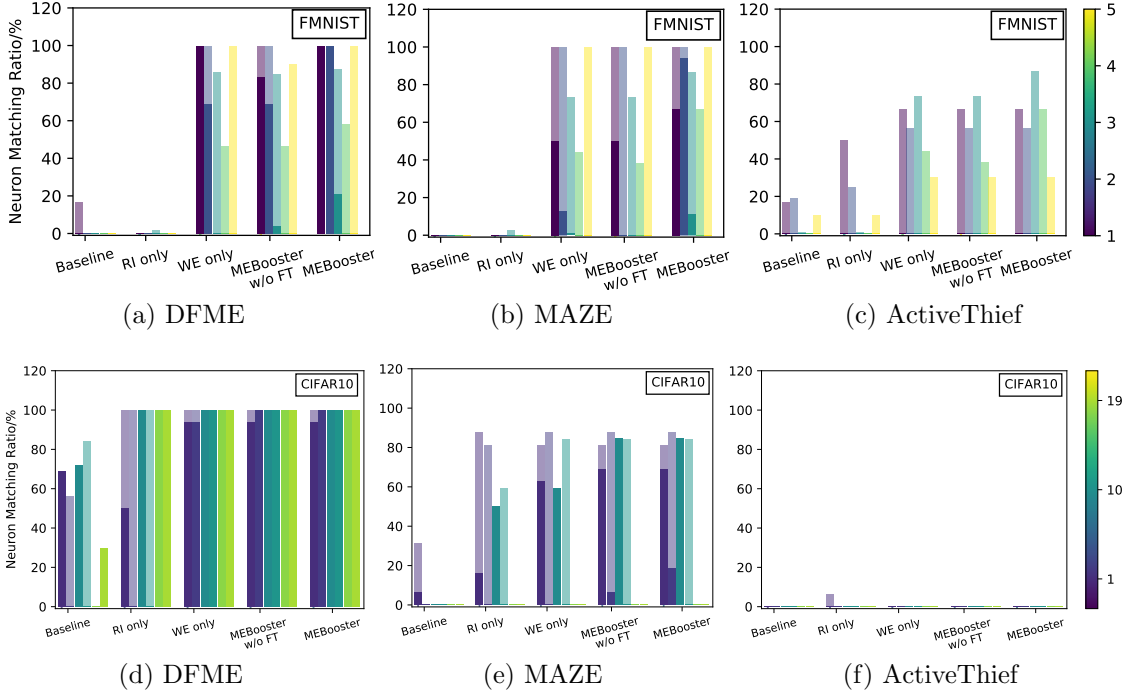 FMNIST
120
100
80
60
40
20
0
Neuron Matching Ratio/%
Baseline
RI only
WE only
MEBooster
w/o FT
MEBooster
(a) DFME
FMNIST
120
100
80
60
40
20
0
Baseline
RI only
WE only
MEBooster
w/o FT
MEBooster
(b) MAZE
FMNIST
120
100
80
60
40
20
0
Baseline
RI only
WE only
MEBooster
w/o FT
MEBooster
(c) ActiveThief
5
4
3
2
1
CIFAR10
120
100
80
60
40
20
0
Neuron Matching Ratio/%
Baseline
RI only
WE only
MEBooster
w/o FT
MEBooster
(d) DFME
CIFAR10
120
100
80
60
40
20
0
Baseline
RI only
WE only
MEBooster
w/o FT
MEBooster
(e) MAZE
CIFAR10
120
100
80
60
40
20
0
Baseline
RI only
WE only
MEBooster
w/o FT
MEBooster
(f) ActiveThief
19
10
1